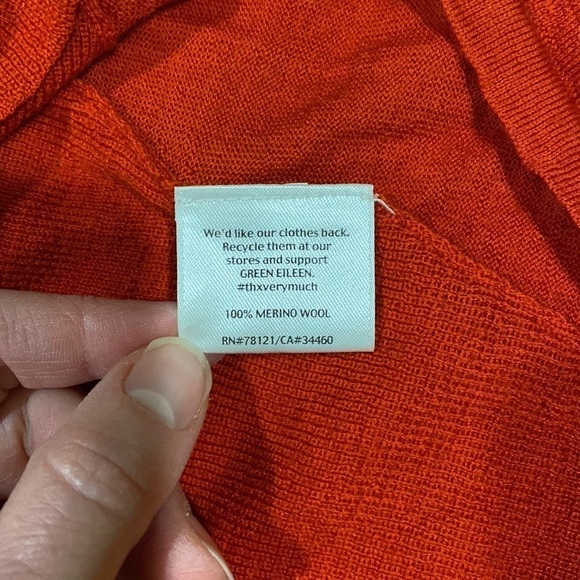 We'd like our clothes back.
Recycle them at our
stores and support
GREEN EILEEN.
#thxverymuch
100% MERINO WOOL
RN#78121/CA#34460